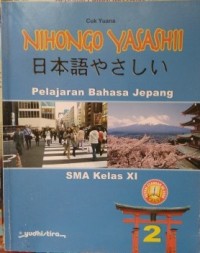 Cuk Yuana
NIHONGO YASASHII
日本語やさしい
Pelajaran Bahasa Jepang
SMA Kelas XI
yudhistira
2